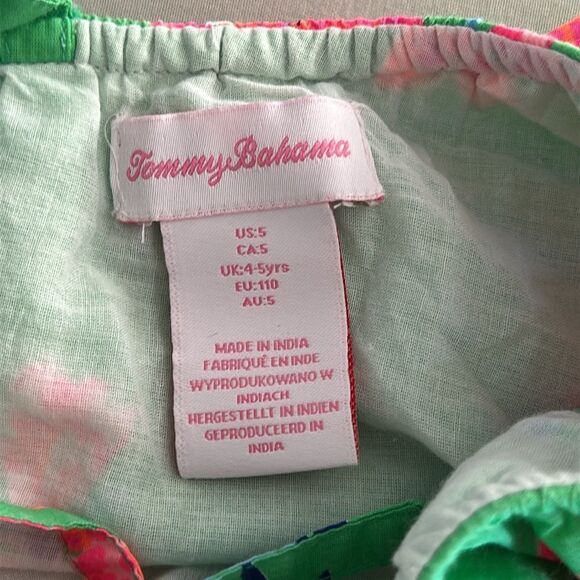 Tommy Bahama
US:5
CA:5
UK:4-5yrs
EU:110
AU:5
MADE IN INDIA
FABRIQUÉ EN INDE
WYPRODUKOWANO W
INDIACH
HERGESTELLT IN INDIEN
GEPRODUCEERD IN
INDIA